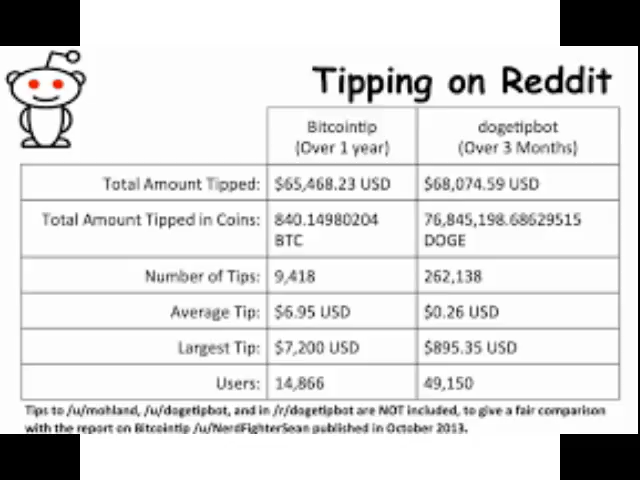 Tipping on Reddit
Bitcointip
(Over 1 year)
dogetipbot
(Over 3 Months)
Total Amount Tipped: $65,468.23 USD $68,074.59 USD
Total Amount Tipped in Coins: 840.14980204 76,845,198.68629515
BTC DOGE
Number of Tips: 9,418 262,138
Average Tip: $6.95 USD $0.26 USD
Largest Tip: $7,200 USD $895.35 USD
Users: 14,866 49,150
Tips to /u/mohland, /u/dogetipbot, and in /r/dogetipbot are NOT included, to give a fair comparison
with the report on Bitcointip /u/NerdFighterSean published in October 2013.